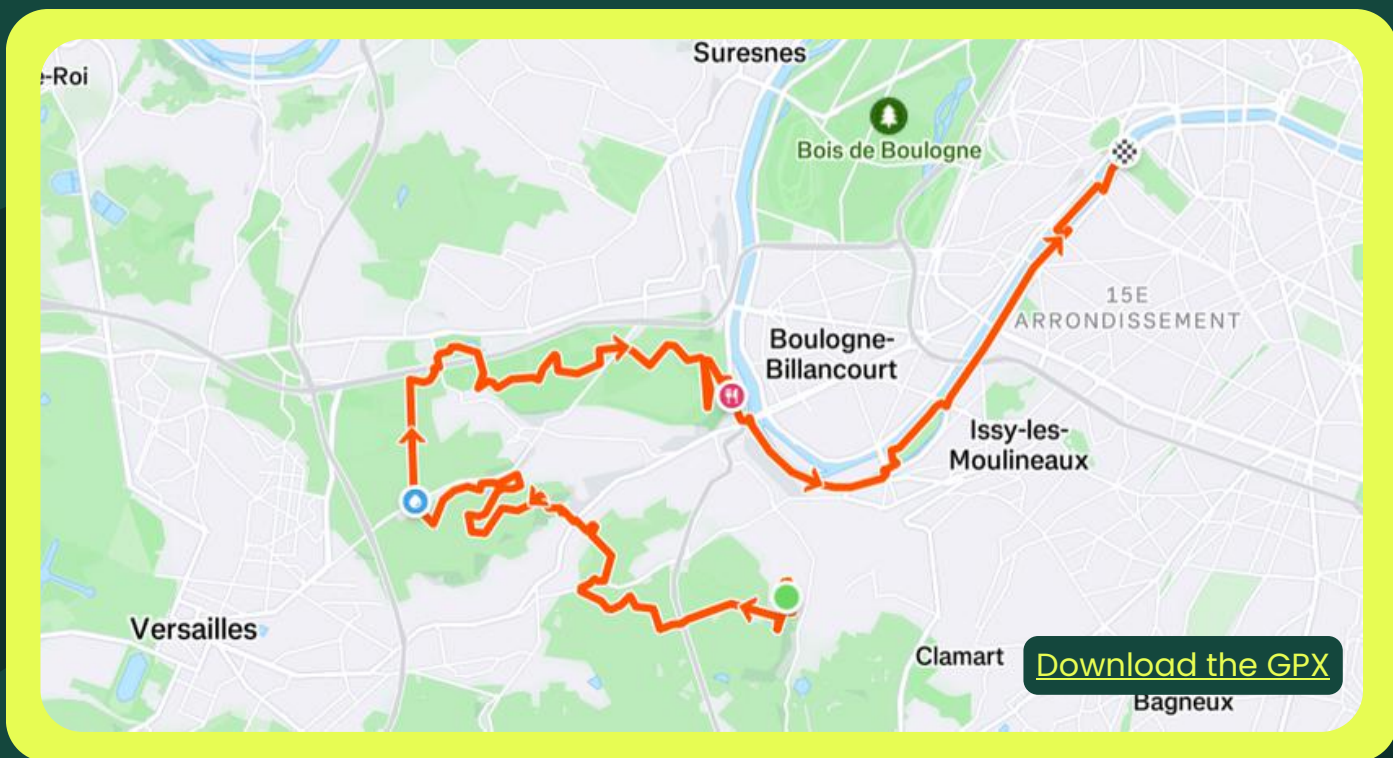 Suresnes
e-Roi
Bois de Boulogne
15E
ARRONDISSEMENT
Boulogne-
Billancourt
Issy-les-
Moulineaux
Versailles
Clamart
Download the GPX
Bagneux